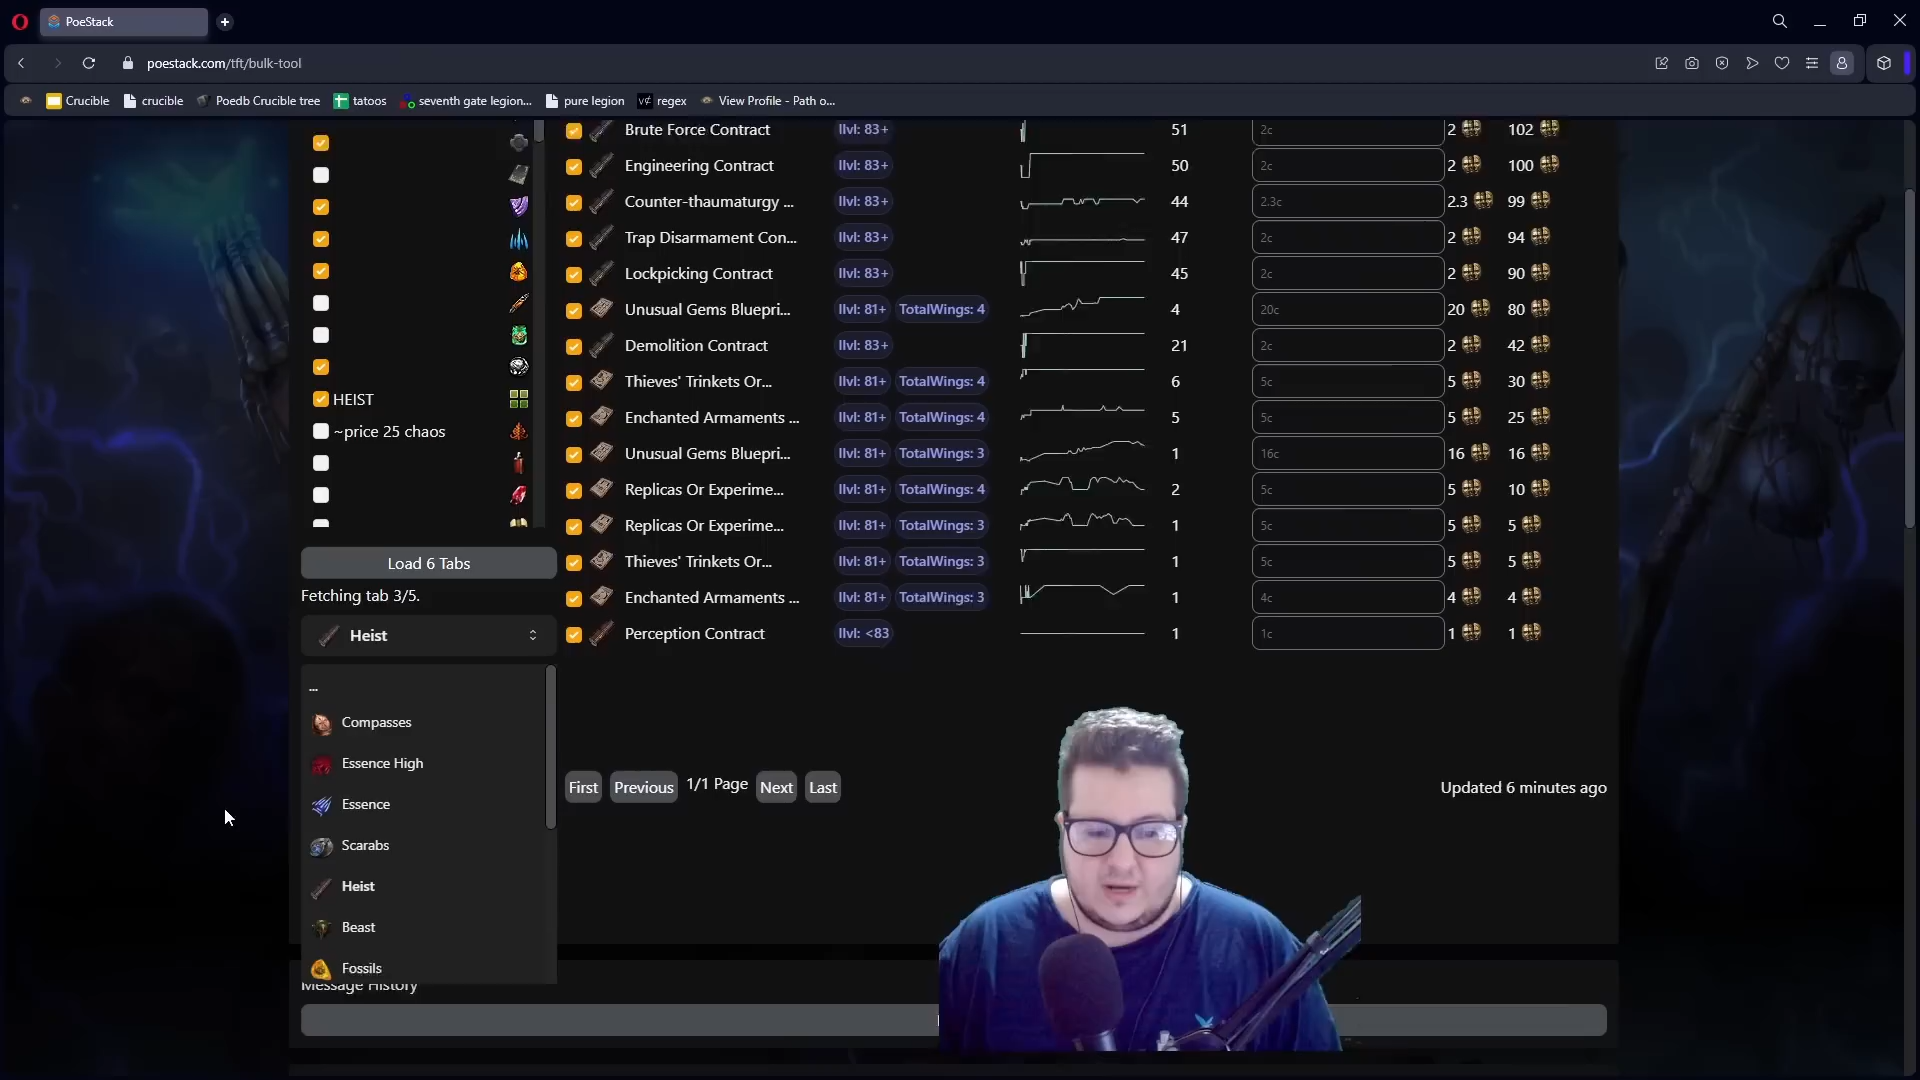 PoeStack
poestack.com/tft/bulk-tool
Crucible
crucible
Poedb Crucible tree
tatoos
seventh gate legion...
pure legion
regex
View Profile - Path o...
Brute Force Contract Ilvl: 83+ 51 2c 2 102
Engineering Contract Ilvl: 83+ 50 2c 2 100
Counter-thaumaturgy ... Ilvl: 83+ 44 2.3c 2.3 99
Trap Disarmament Con... Ilvl: 83+ 47 2c 2 94
Lockpicking Contract Ilvl: 83+ 45 2c 2 90
Unusual Gems Bluepri... Ilvl: 81+ TotalWings: 4 4 20c 20 80
Demolition Contract Ilvl: 83+ 21 2c 2 42
Thieves' Trinkets Or... Ilvl: 81+ TotalWings: 4 6 5c 5 30
Enchanted Armaments ... Ilvl: 81+ TotalWings: 4 5 5c 5 25
Unusual Gems Bluepri... Ilvl: 81+ TotalWings: 3 1 16c 16 16
Replicas Or Experime... Ilvl: 81+ TotalWings: 4 2 5c 5 10
Replicas Or Experime... Ilvl: 81+ TotalWings: 3 1 5c 5 5
Thieves' Trinkets Or... Ilvl: 81+ TotalWings: 3 1 5c 5 5
Enchanted Armaments ... Ilvl: 81+ TotalWings: 3 1 4c 4 4
Perception Contract Ilvl: <83 1 1c 1 1
HEIST
~price 25 chaos
Load 6 Tabs
Fetching tab 3/5.
Heist
...
Compasses
Essence High
Essence
Scarabs
Heist
Beast
Fossils
First Previous 1/1 Page Next Last
Updated 6 minutes ago
Message History